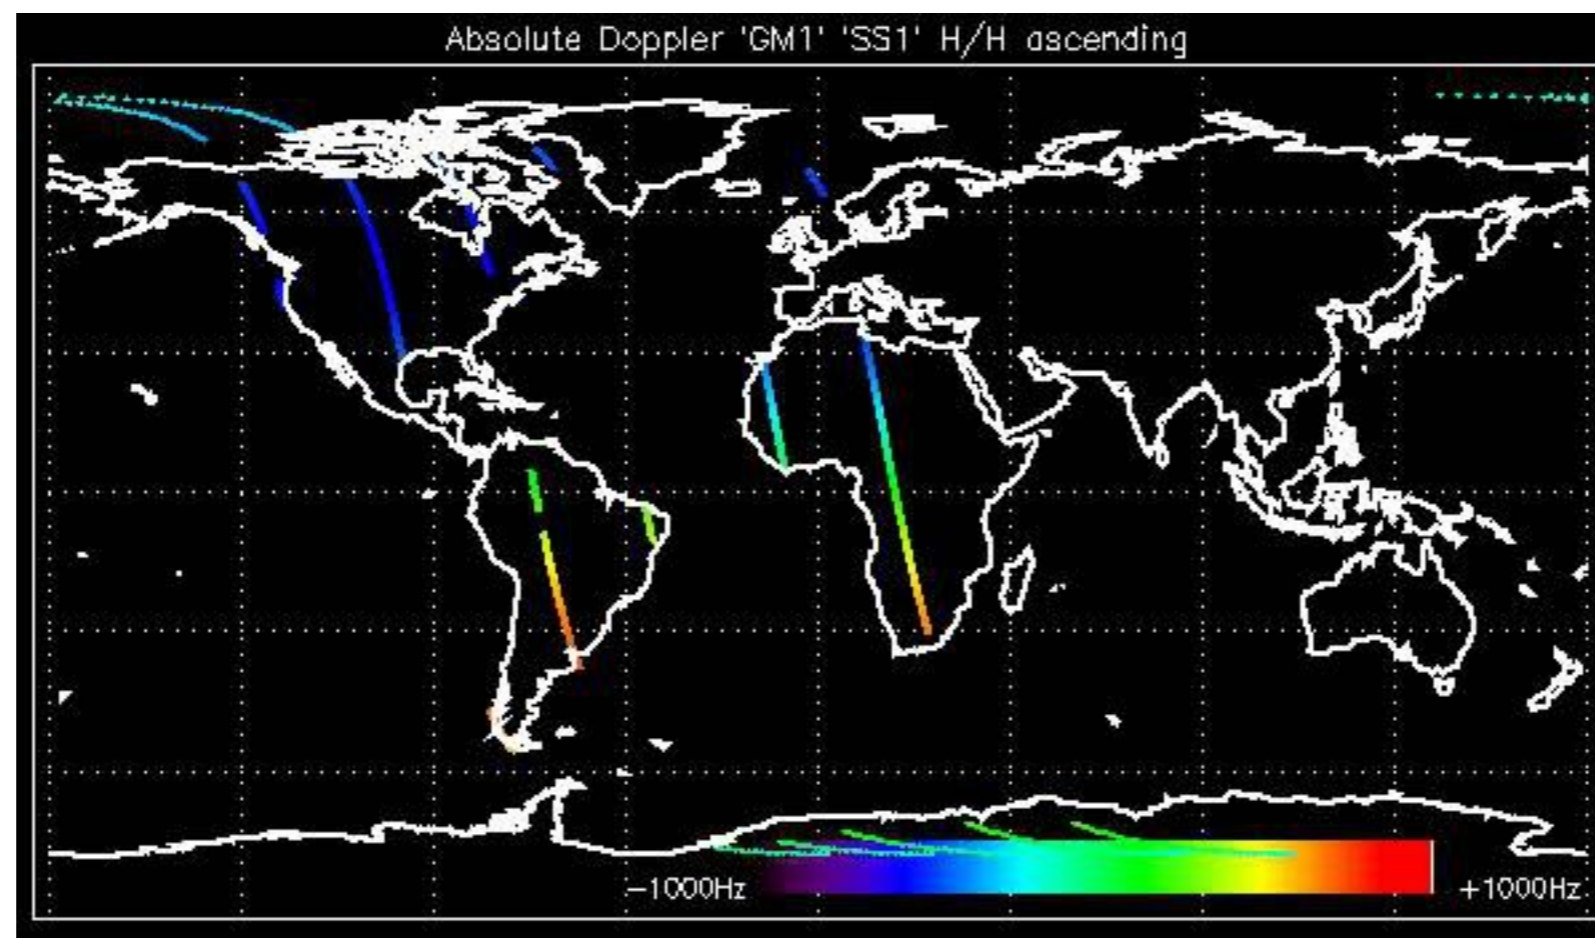 Absolute Doppler 'GM1' 'SS1' H/H ascending
−1000Hz
+1000Hz